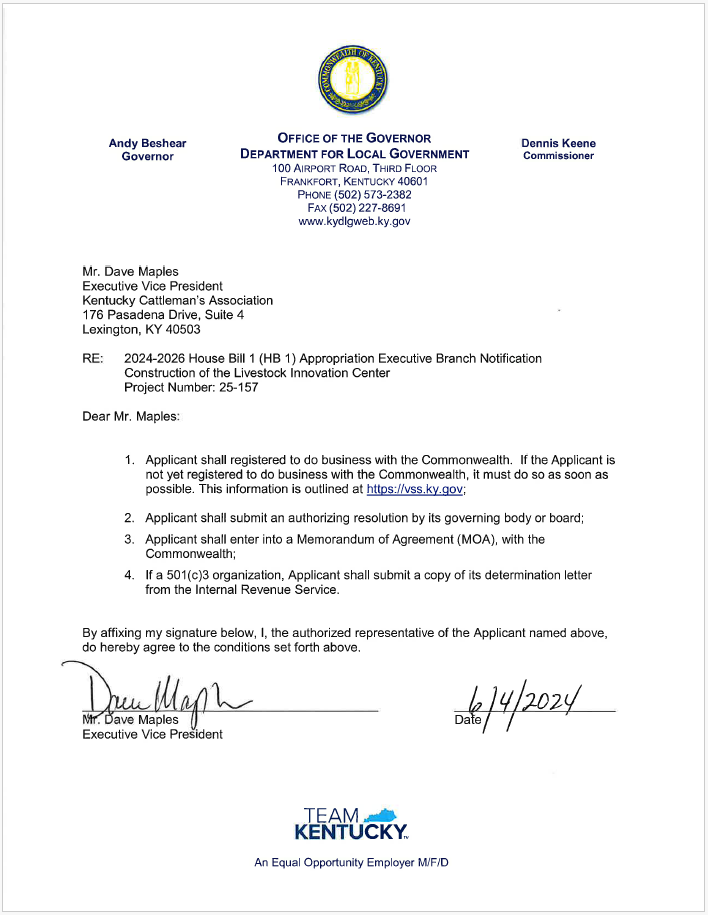 COMMONWEALTH OF KENTUCKY
Andy Beshear
Governor
OFFICE OF THE GOVERNOR
DEPARTMENT FOR LOCAL GOVERNMENT
100 AIRPORT ROAD, THIRD FLOOR
FRANKFORT, KENTUCKY 40601
PHONE (502) 573-2382
FAX (502) 227-8691
www.kydlgweb.ky.gov
Dennis Keene
Commissioner
Mr. Dave Maples
Executive Vice President
Kentucky Cattleman's Association
176 Pasadena Drive, Suite 4
Lexington, KY 40503
RE: 2024-2026 House Bill 1 (HB 1) Appropriation Executive Branch Notification
Construction of the Livestock Innovation Center
Project Number: 25-157
Dear Mr. Maples:
1. Applicant shall registered to do business with the Commonwealth. If the Applicant is
not yet registered to do business with the Commonwealth, it must do so as soon as
possible. This information is outlined at https://vss.ky.gov;
2. Applicant shall submit an authorizing resolution by its governing body or board;
3. Applicant shall enter into a Memorandum of Agreement (MOA), with the
Commonwealth;
4. If a 501(c)3 organization, Applicant shall submit a copy of its determination letter
from the Internal Revenue Service.
By affixing my signature below, I, the authorized representative of the Applicant named above,
do hereby agree to the conditions set forth above.
Dave Maples
6/4/2024
Mr. Dave Maples
Date
Executive Vice President
TEAM
KENTUCKY
An Equal Opportunity Employer M/F/D